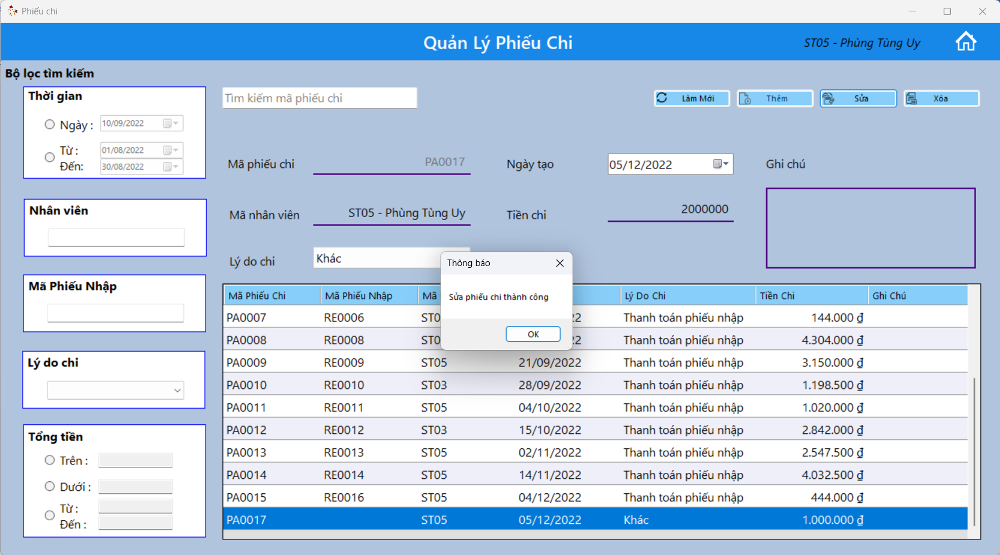 Phiếu chi
Quản Lý Phiếu Chi
ST05 - Phùng Tùng Uy
Bộ lọc tìm kiếm
Thời gian
Ngày :
10/09/2022
Từ :
01/08/2022
Đến:
30/08/2022
Nhân viên
Mã Phiếu Nhập
Lý do chi
Tổng tiền
Trên :
Dưới :
Từ :
Đến :
Tìm kiếm mã phiếu chi
Làm Mới
Thêm
Sửa
Xóa
Mã phiếu chi
PA0017
Ngày tạo
05/12/2022
Ghi chú
Mã nhân viên
ST05 - Phùng Tùng Uy
Tiền chi
2000000
Lý do chi
Khác
Thông báo
Sửa phiếu chi thành công
OK
Mã Phiếu Chi Mã Phiếu Nhập Mã Lý Do Chi Tiền Chi Ghi Chú
PA0007 RE0006 Thanh toán phiếu nhập 144.000 ₫
PA0008 RE0008 Thanh toán phiếu nhập 4.304.000 ₫
PA0009 RE0009 ST05 21/09/2022 Thanh toán phiếu nhập 3.150.000 ₫
PA0010 RE0010 ST03 28/09/2022 Thanh toán phiếu nhập 1.198.500 ₫
PA0011 RE0011 ST05 04/10/2022 Thanh toán phiếu nhập 1.020.000 ₫
PA0012 RE0012 ST03 15/10/2022 Thanh toán phiếu nhập 2.842.000 ₫
PA0013 RE0013 ST05 02/11/2022 Thanh toán phiếu nhập 2.547.500 ₫
PA0014 RE0014 ST05 14/11/2022 Thanh toán phiếu nhập 4.032.500 ₫
PA0015 RE0016 ST05 04/12/2022 Thanh toán phiếu nhập 444.000 ₫
PA0017 ST05 05/12/2022 Khác 1.000.000 ₫